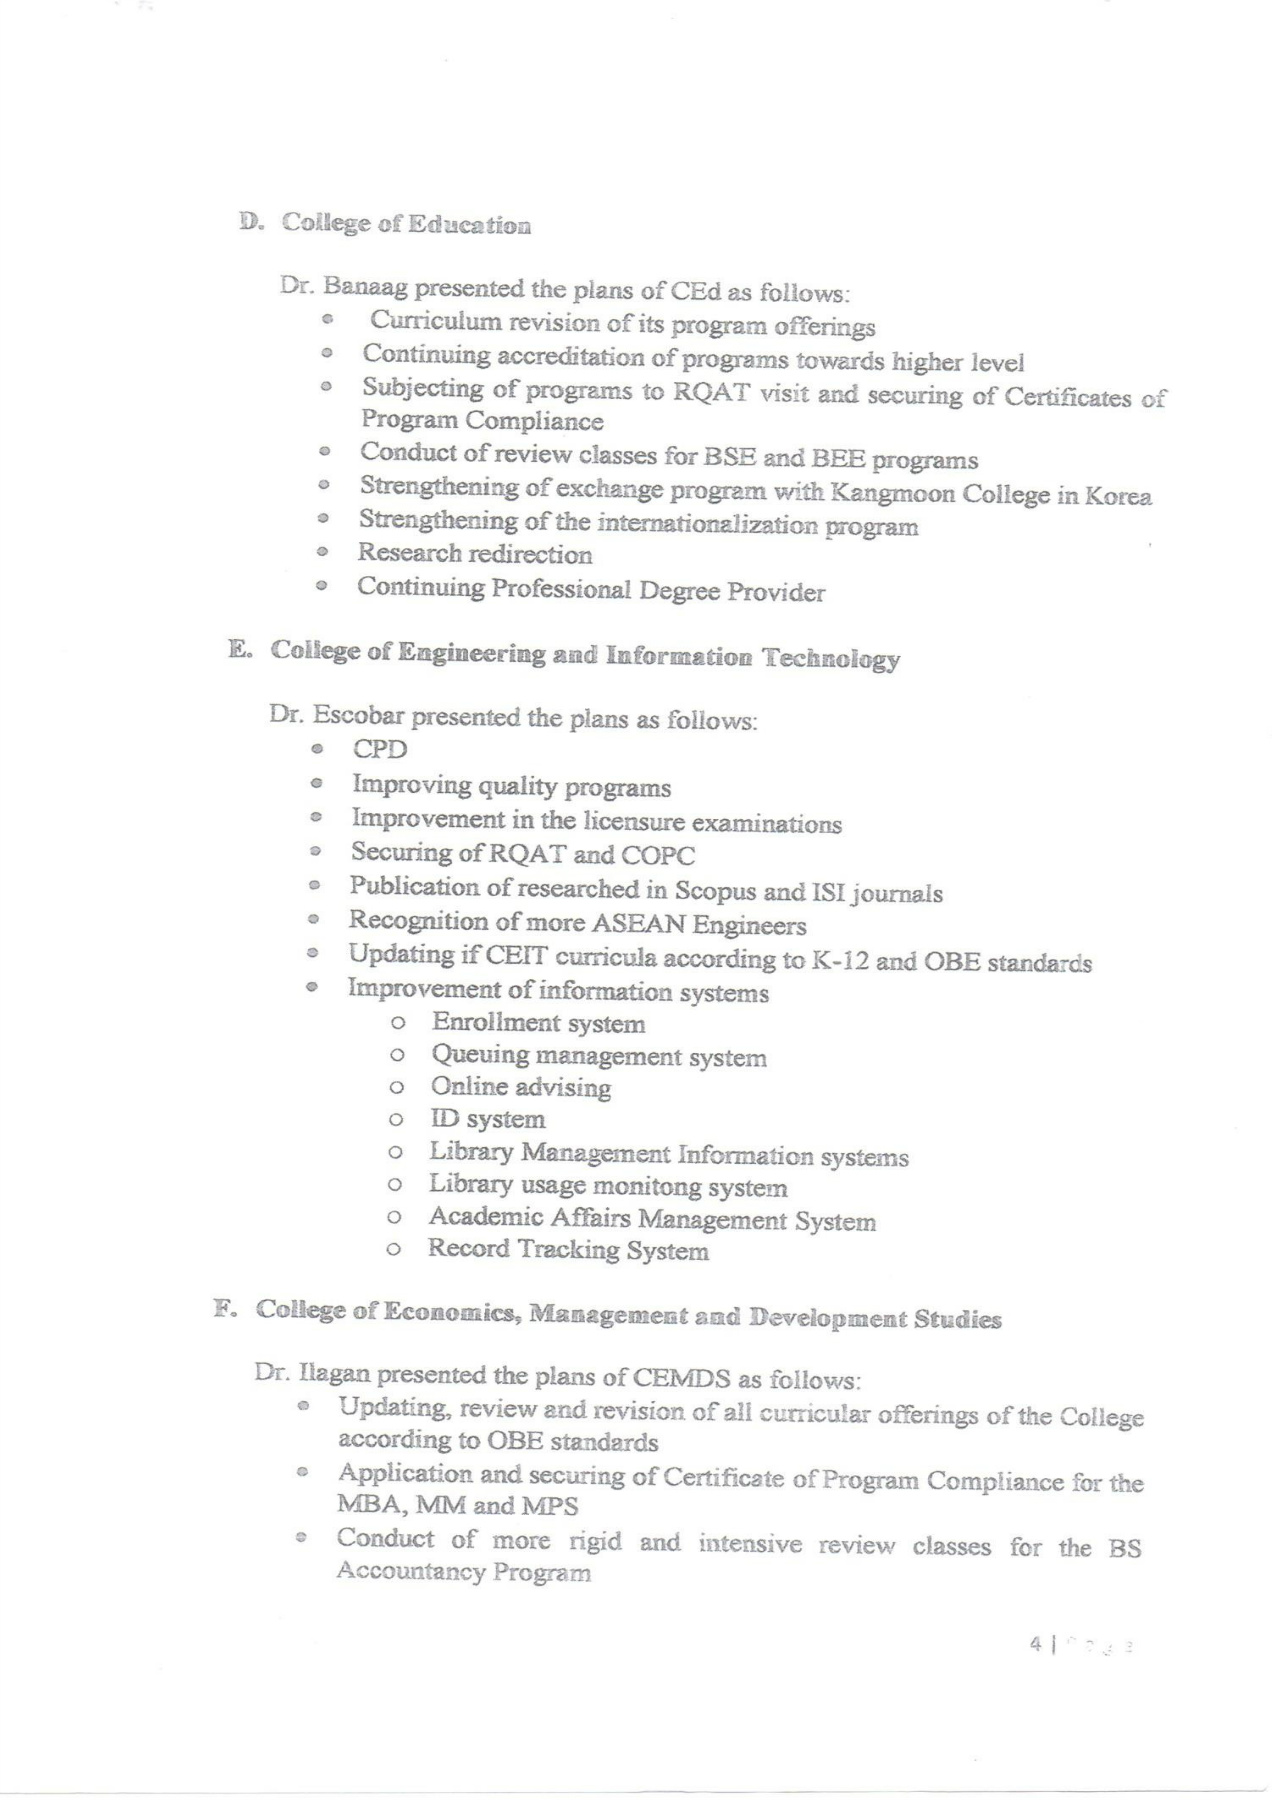 D. College of Education
Dr. Banaag presented the plans of CEd as follows:
• Curriculum revision of its program offerings
• Continuing accreditation of programs towards higher level
• Subjecting of programs to RQAT visit and securing of Certificates of
Program Compliance
• Conduct of review classes for BSE and BEE programs
• Strengthening of exchange program with Kangmoon College in Korea
• Strengthening of the internationalization program
• Research redirection
• Continuing Professional Degree Provider
E. College of Engineering and Information Technology
Dr. Escobar presented the plans as follows:
• CPD
• Improving quality programs
• Improvement in the licensure examinations
• Securing of RQAT and COPC
• Publication of researched in Scopus and ISI journals
• Recognition of more ASEAN Engineers
• Updating if CEIT curricula according to K-12 and OBE standards
• Improvement of information systems
o Enrollment system
o Queuing management system
o Online advising
o ID system
o Library Management Information systems
o Library usage monitong system
o Academic Affairs Management System
o Record Tracking System
F. College of Economics, Management and Development Studies
Dr. Ilagan presented the plans of CEMDS as follows:
• Updating, review and revision of all curricular offerings of the College
according to OBE standards
• Application and securing of Certificate of Program Compliance for the
MBA, MM and MPS
• Conduct of more rigid and intensive review classes for the BS
Accountancy Program
4 |